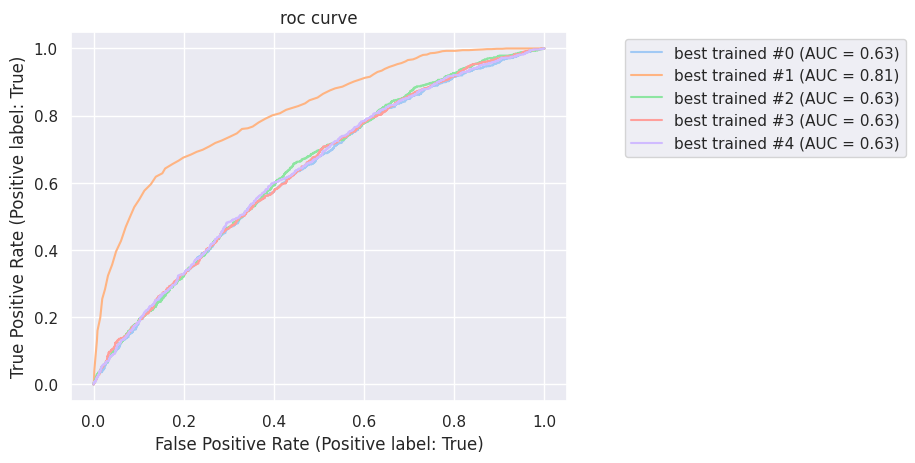 roc curve
True Positive Rate (Positive label: True)
1.0
0.8
0.6
0.4
0.2
0.0
0.0 0.2 0.4 0.6 0.8 1.0
False Positive Rate (Positive label: True)
best trained #0 (AUC = 0.63)
best trained #1 (AUC = 0.81)
best trained #2 (AUC = 0.63)
best trained #3 (AUC = 0.63)
best trained #4 (AUC = 0.63)